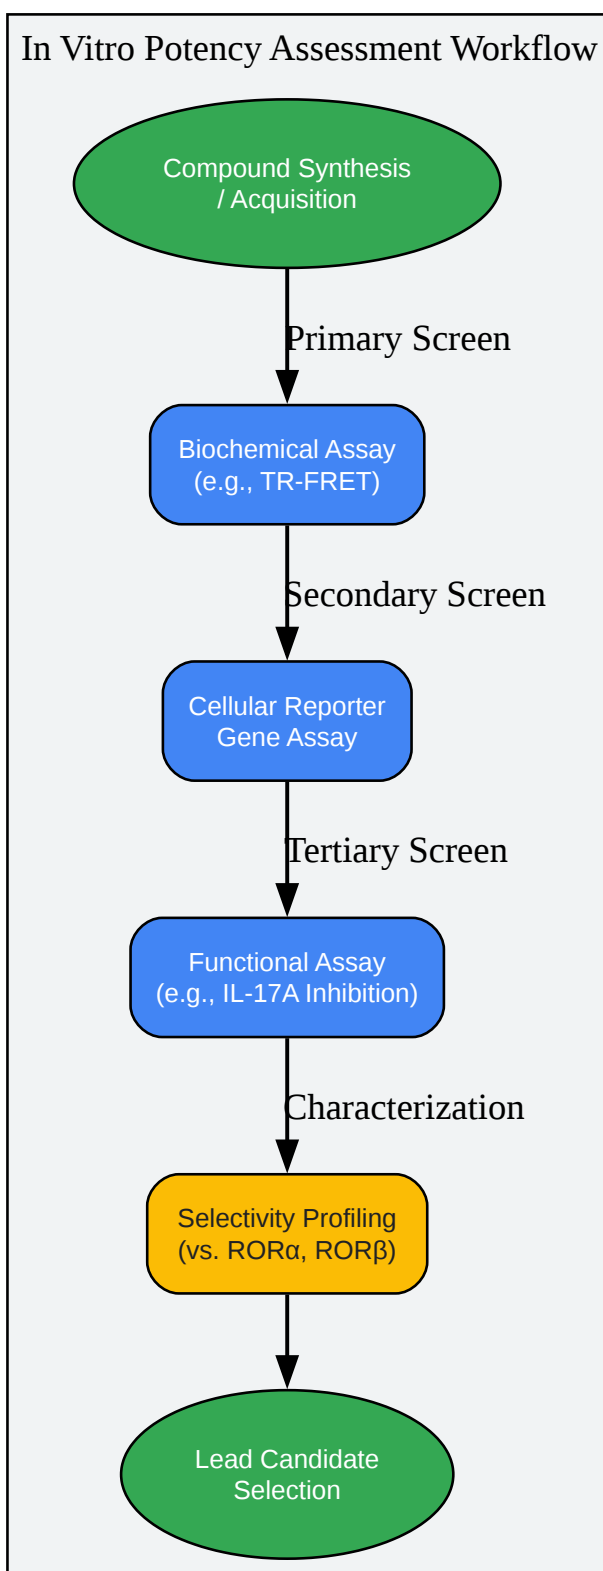 In Vitro Potency Assessment Workflow
Compound Synthesis
/ Acquisition
Primary Screen
Biochemical Assay
(e.g., TR-FRET)
Secondary Screen
Cellular Reporter
Gene Assay
Tertiary Screen
Functional Assay
(e.g., IL-17A Inhibition)
Characterization
Selectivity Profiling
(vs. RORα, RORβ)
Lead Candidate
Selection